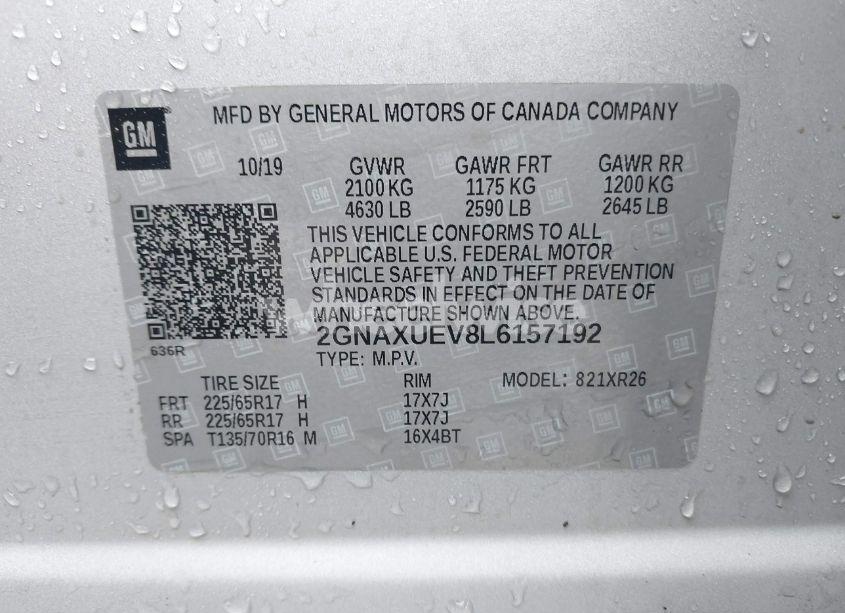 GM
MFD BY GENERAL MOTORS OF CANADA COMPANY
10/19 GVWR GAWR FRT GAWR RR
2100 KG 1175 KG 1200 KG
4630 LB 2590 LB 2645 LB
THIS VEHICLE CONFORMS TO ALL
APPLICABLE U.S. FEDERAL MOTOR
VEHICLE SAFETY AND THEFT PREVENTION
STANDARDS IN EFFECT ON THE DATE OF
MANUFACTURE SHOWN ABOVE.
2GNAXUEV8L6157192
636R
TYPE: M.P.V.
TIRE SIZE RIM MODEL: 821XR26
FRT 225/65R17 H 17X7J
RR 225/65R17 H 17X7J
SPA T135/70R16 M 16X4BT